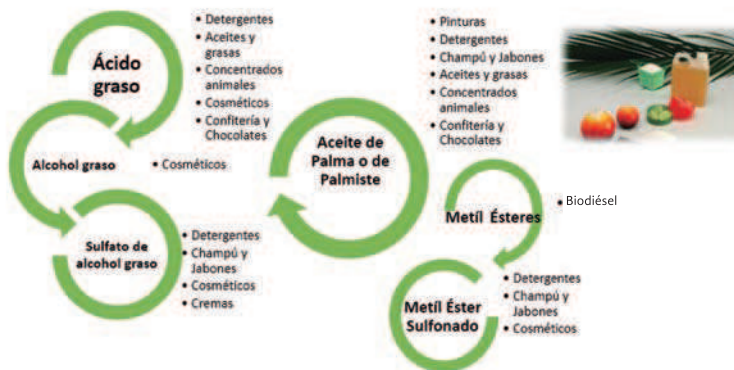 Ácido
graso
• Detergentes
• Aceites y
grasas
• Concentrados
animales
• Cosméticos
• Confitería y
Chocolates
Alcohol graso
• Cosméticos
Sulfato de
alcohol graso
• Detergentes
• Champú y
Jabones
• Cosméticos
• Cremas
Aceite de
Palma o de
Palmiste
• Pinturas
• Detergentes
• Champú y Jabones
• Aceites y grasas
• Concentrados
animales
• Confitería y
Chocolates
Metíl Ésteres
• Biodiésel
Metíl Éster
Sulfonado
• Detergentes
• Champú y
Jabones
• Cosméticos